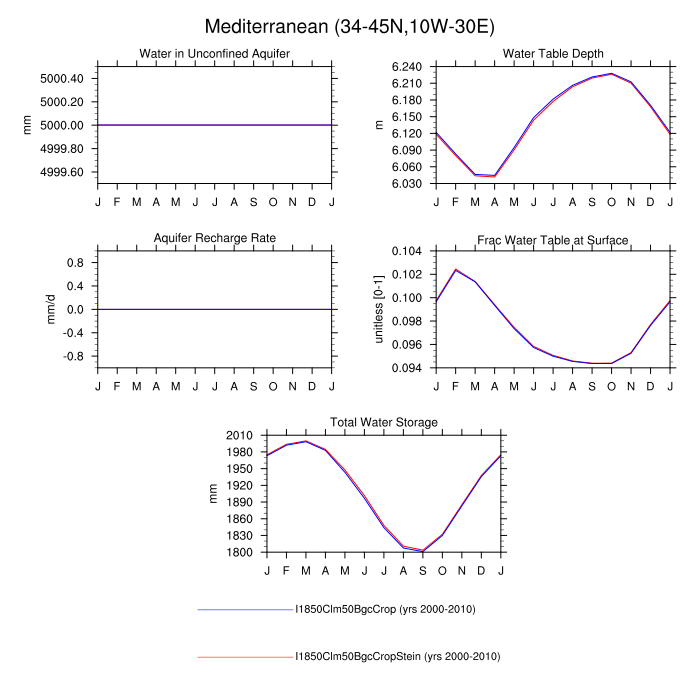 Mediterranean (34-45N,10W-30E)
Water in Unconfined Aquifer
mm
5000.40
5000.20
5000.00
4999.80
4999.60
J F M A M J J A S O N D J
Water Table Depth
m
6.240
6.210
6.180
6.150
6.120
6.090
6.060
6.030
J F M A M J J A S O N D J
Aquifer Recharge Rate
mm/d
0.8
0.4
0.0
-0.4
-0.8
J F M A M J J A S O N D J
Frac Water Table at Surface
unitless [0-1]
0.104
0.102
0.100
0.098
0.096
0.094
J F M A M J J A S O N D J
Total Water Storage
mm
2010
1980
1950
1920
1890
1860
1830
1800
J F M A M J J A S O N D J
I1850Clm50BgcCrop (yrs 2000-2010)
I1850Clm50BgcCropStein (yrs 2000-2010)